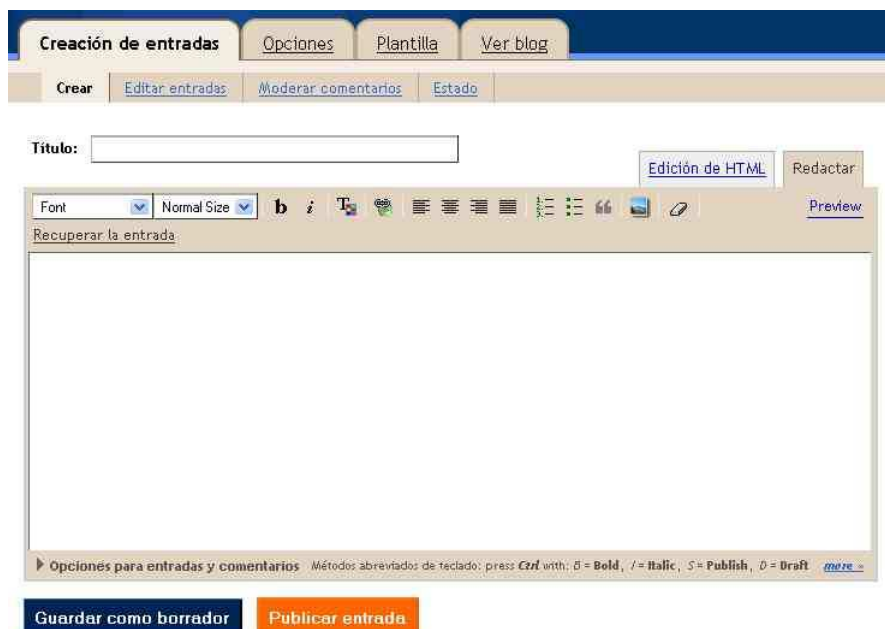 Creación de entradas Opciones Plantilla Ver blog
Crear Editar entradas Moderar comentarios Estado
Título:
Edición de HTML Redactar
Font Normal Size b i T Preview
Recuperar la entrada
Opciones para entradas y comentarios Métodos abreviados de teclado: press Ctrl with: B = Bold, I = Italic, S = Publish, D = Draft more »
Guardar como borrador Publicar entrada